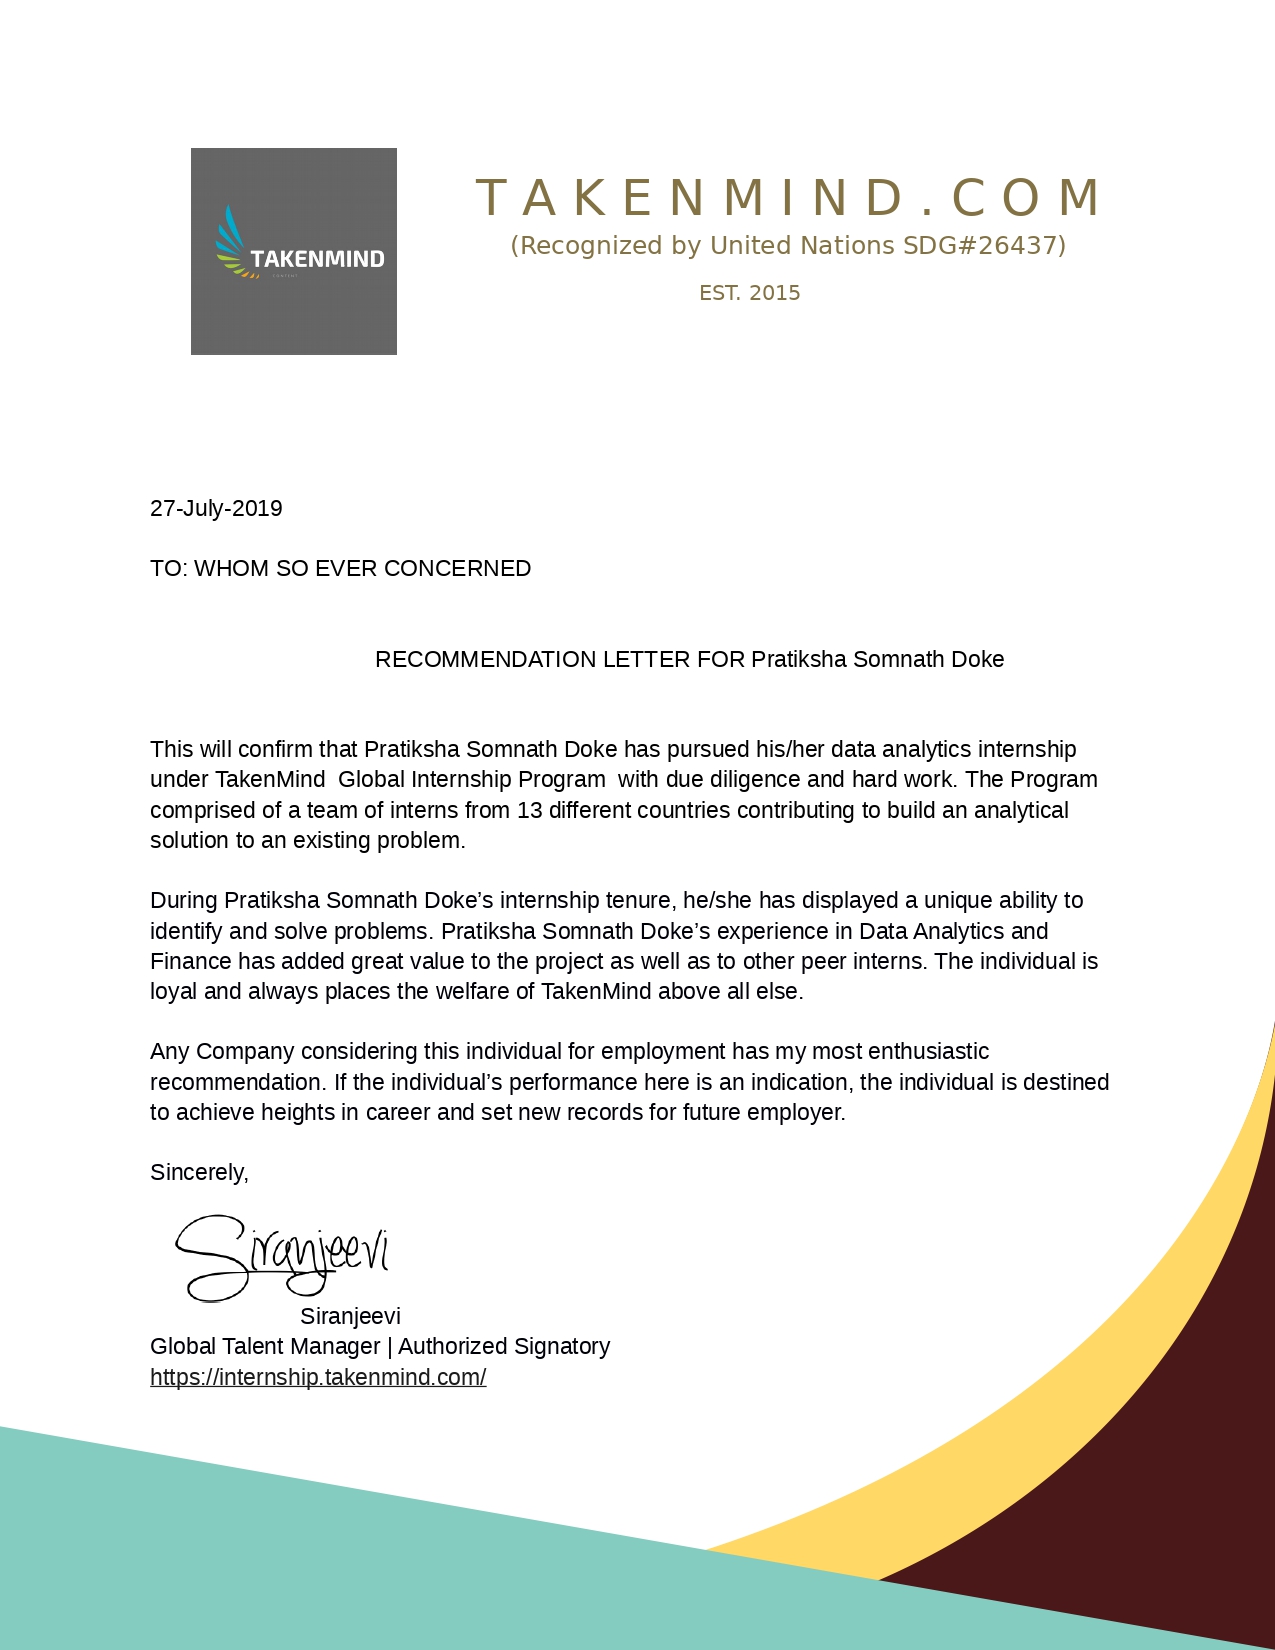 TAKENMIND
TAKENMIND.COM
(Recognized by United Nations SDG#26437)
EST. 2015
27-July-2019
TO: WHOM SO EVER CONCERNED
RECOMMENDATION LETTER FOR Pratiksha Somnath Doke
This will confirm that Pratiksha Somnath Doke has pursued his/her data analytics internship
under TakenMind  Global Internship Program  with due diligence and hard work. The Program
comprised of a team of interns from 13 different countries contributing to build an analytical
solution to an existing problem.
During Pratiksha Somnath Doke’s internship tenure, he/she has displayed a unique ability to
identify and solve problems. Pratiksha Somnath Doke’s experience in Data Analytics and
Finance has added great value to the project as well as to other peer interns. The individual is
loyal and always places the welfare of TakenMind above all else.
Any Company considering this individual for employment has my most enthusiastic
recommendation. If the individual’s performance here is an indication, the individual is destined
to achieve heights in career and set new records for future employer.
Sincerely,
Siranjeevi
Siranjeevi
Global Talent Manager | Authorized Signatory
https://internship.takenmind.com/